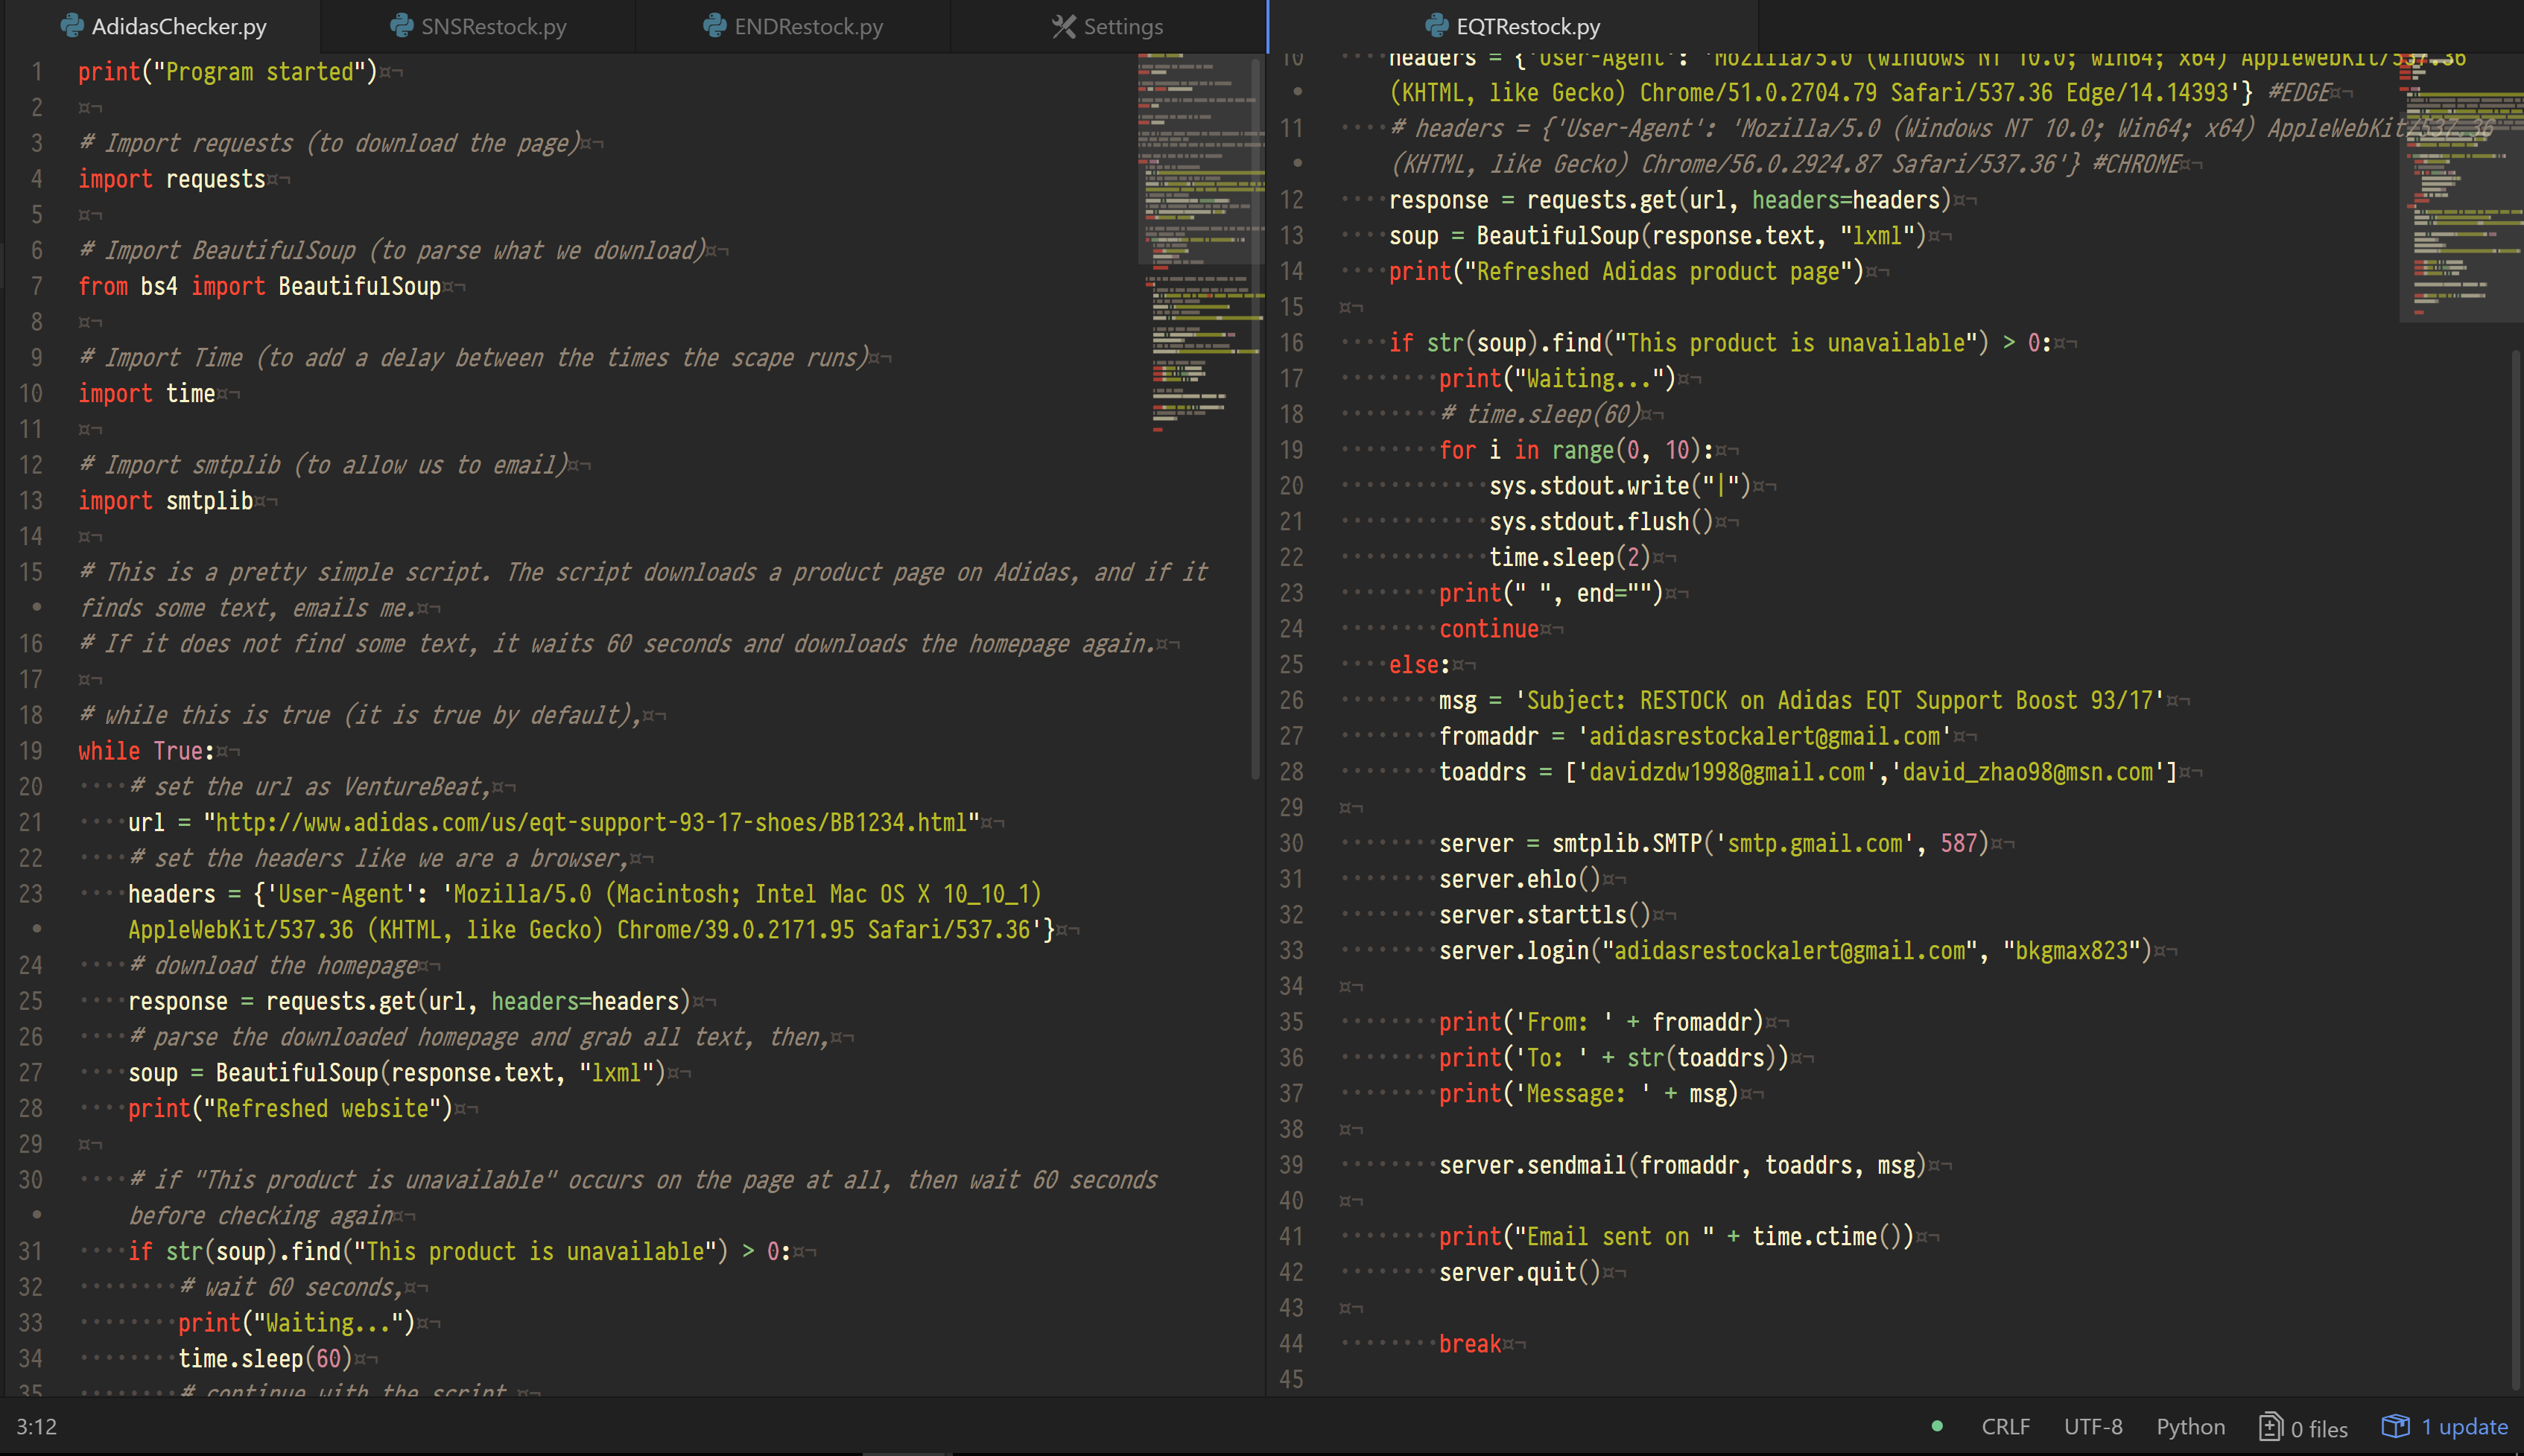 AdidasChecker.py
SNSRestock.py
ENDRestock.py
Settings
EQTRestock.py
1 print("Program started")
2
3 # Import requests (to download the page)
4 import requests
5
6 # Import BeautifulSoup (to parse what we download)
7 from bs4 import BeautifulSoup
8
9 # Import Time (to add a delay between the times the scape runs)
10 import time
11
12 # Import smtplib (to allow us to email)
13 import smtplib
14
15 # This is a pretty simple script. The script downloads a product page on Adidas, and if it
finds some text, emails me.
16 # If it does not find some text, it waits 60 seconds and downloads the homepage again.
17
18 # while this is true (it is true by default),
19 while True:
20 # set the url as VentureBeat,
21 url = "http://www.adidas.com/us/eqt-support-93-17-shoes/BB1234.html"
22 # set the headers like we are a browser,
23 headers = {'User-Agent': 'Mozilla/5.0 (Macintosh; Intel Mac OS X 10_10_1)
AppleWebKit/537.36 (KHTML, like Gecko) Chrome/39.0.2171.95 Safari/537.36'}
24 # download the homepage
25 response = requests.get(url, headers=headers)
26 # parse the downloaded homepage and grab all text, then,
27 soup = BeautifulSoup(response.text, "lxml")
28 print("Refreshed website")
29
30 # if "This product is unavailable" occurs on the page at all, then wait 60 seconds
before checking again
31 if str(soup).find("This product is unavailable") > 0:
32 # wait 60 seconds,
33 print("Waiting...")
34 time.sleep(60)
35 # continue with the script
10 headers = {'User-Agent': 'Mozilla/5.0 (Windows NT 10.0; Win64; x64) AppleWebKit/537.36
(KHTML, like Gecko) Chrome/51.0.2704.79 Safari/537.36 Edge/14.14393'} #EDGE
11 # headers = {'User-Agent': 'Mozilla/5.0 (Windows NT 10.0; Win64; x64) AppleWebKit/537.36
(KHTML, like Gecko) Chrome/56.0.2924.87 Safari/537.36'} #CHROME
12 response = requests.get(url, headers=headers)
13 soup = BeautifulSoup(response.text, "lxml")
14 print("Refreshed Adidas product page")
15
16 if str(soup).find("This product is unavailable") > 0:
17 print("Waiting...")
18 # time.sleep(60)
19 for i in range(0, 10):
20 sys.stdout.write("|")
21 sys.stdout.flush()
22 time.sleep(2)
23 print(" ", end="")
24 continue
25 else:
26 msg = 'Subject: RESTOCK on Adidas EQT Support Boost 93/17'
27 fromaddr = 'adidasrestockalert@gmail.com'
28 toaddrs = ['davidzdw1998@gmail.com','david_zhao98@msn.com']
29
30 server = smtplib.SMTP('smtp.gmail.com', 587)
31 server.ehlo()
32 server.starttls()
33 server.login("adidasrestockalert@gmail.com", "bkgmax823")
34
35 print('From: ' + fromaddr)
36 print('To: ' + str(toaddrs))
37 print('Message: ' + msg)
38
39 server.sendmail(fromaddr, toaddrs, msg)
40
41 print("Email sent on " + time.ctime())
42 server.quit()
43
44 break
45
3:12
CRLF
UTF-8
Python
0 files
1 update